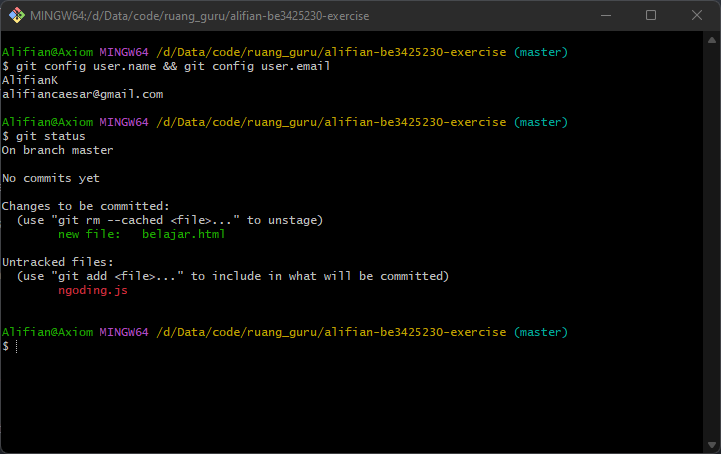 MINGW64:/d/Data/code/ruang_guru/alifian-be3425230-exercise
Alifian@Axiom MINGW64 /d/Data/code/ruang_guru/alifian-be3425230-exercise (master)
$ git config user.name && git config user.email
AlifianK
alifiancaesar@gmail.com
Alifian@Axiom MINGW64 /d/Data/code/ruang_guru/alifian-be3425230-exercise (master)
$ git status
On branch master
No commits yet
Changes to be committed:
  (use "git rm --cached <file>..." to unstage)
        new file:   belajar.html
Untracked files:
  (use "git add <file>..." to include in what will be committed)
        ngoding.js
Alifian@Axiom MINGW64 /d/Data/code/ruang_guru/alifian-be3425230-exercise (master)
$